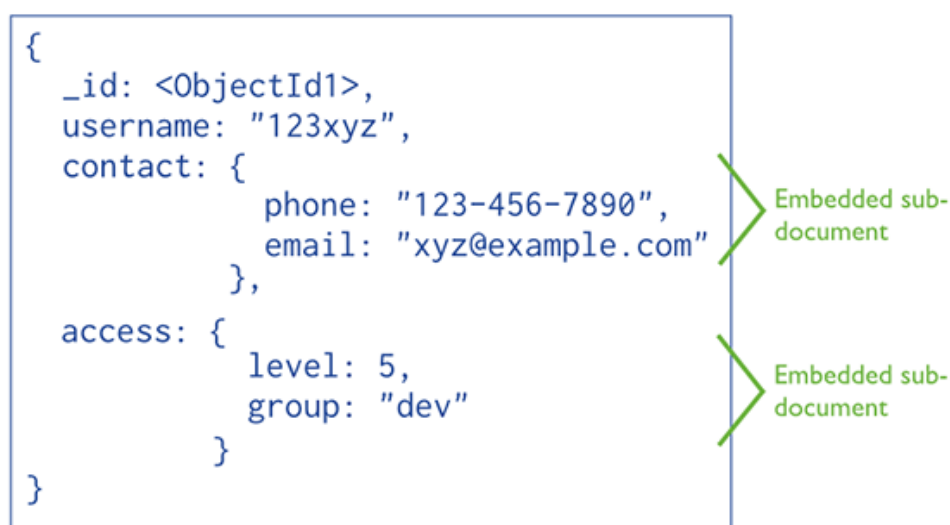 {
_id: <ObjectId1>,
username: "123xyz",
contact: {
phone: "123-456-7890",
email: "xyz@example.com"
},
access: {
level: 5,
group: "dev"
}
}
Embedded sub-
document
Embedded sub-
document